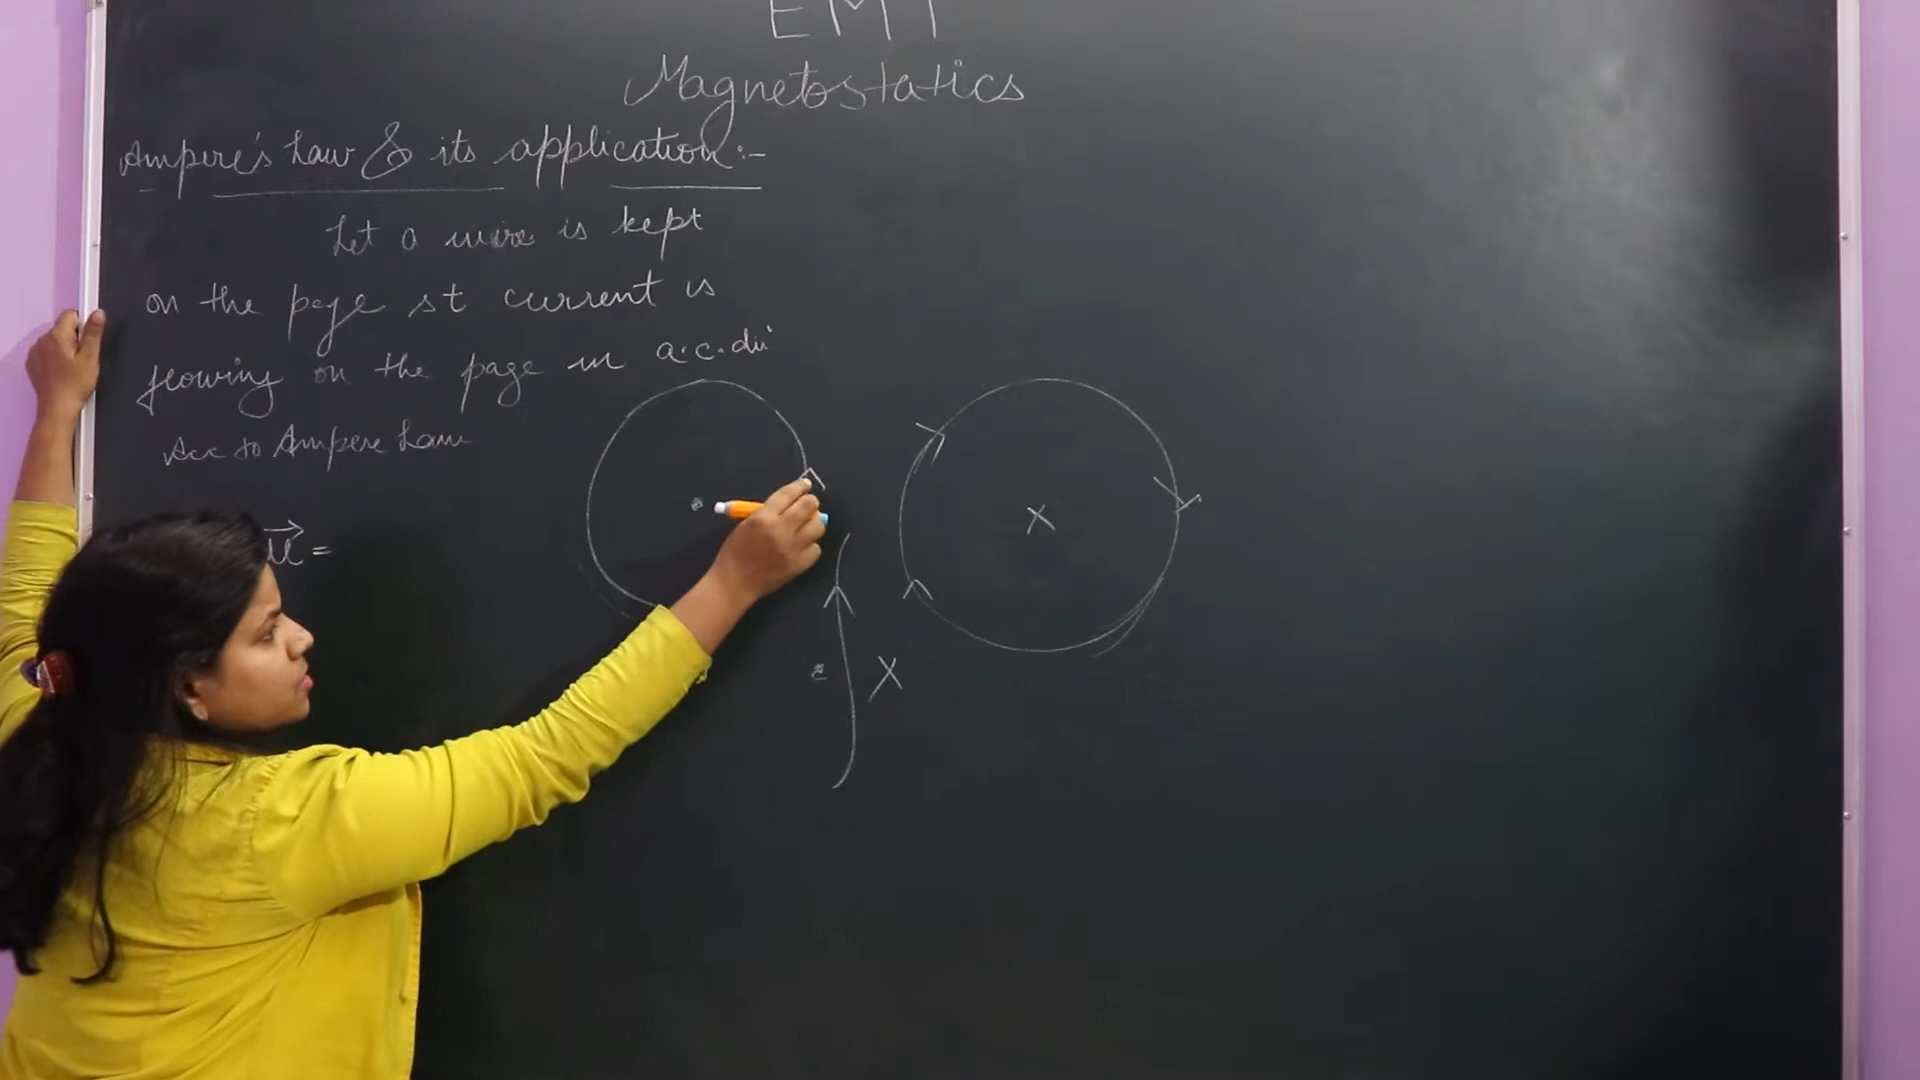 EMT
Magnetostatics
Ampere's Law & its application:-
Let a wire is kept
on the page st current is
flowing on the page in a.c.dir
Acc to Ampere Law
=
X
X